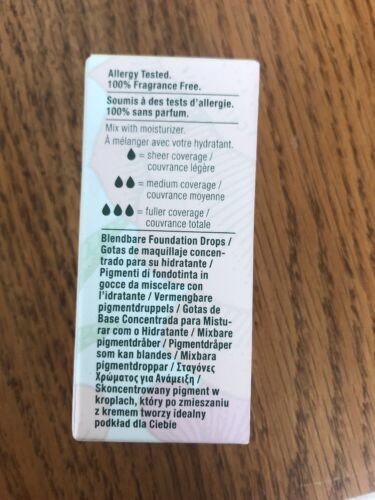 Allergy Tested.
100% Fragrance Free.
Soumis à des tests d'allergie.
100% sans parfum.
Mix with moisturizer.
À mélanger avec votre hydratant.
= sheer coverage /
couvrance légère
= medium coverage /
couvrance moyenne
= fuller coverage /
couvrance totale
Blendbare Foundation Drops /
Gotas de maquillaje concen-
trado para su hidratante /
Pigmenti di fondotinta in
gocce da miscelare con
l'idratante / Vermengbare
pigmentdruppels / Gotas de
Base Concentrada para Mistu-
rar com o Hidratante / Mixbare
pigmentdråber / Pigmentdråper
som kan blandes / Mixbara
pigmentdroppar / Σταγόνες
Χρώματος για Ανάμειξη /
Skoncentrowany pigment w
kroplach, który po zmieszaniu
z kremem tworzy idealny
podkład dla Ciebie